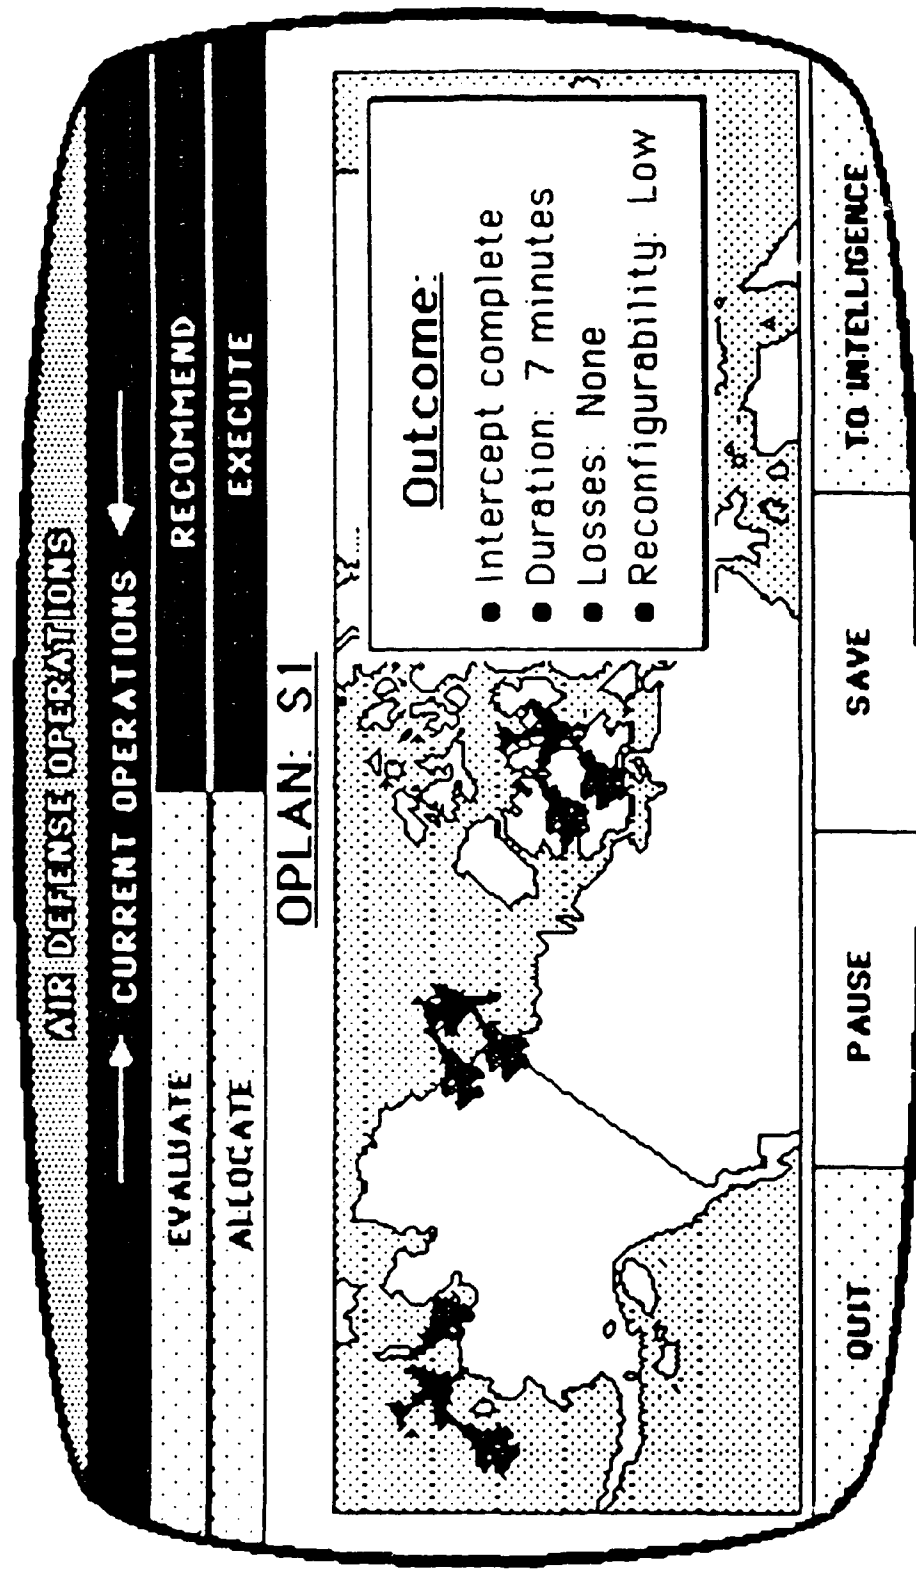 AIR DEFENSE OPERATIONS
CURRENT OPERATIONS
EVALUATE RECOMMEND
ALLOCATE EXECUTE
OPLAN: S1
Outcome:
● Intercept complete
● Duration: 7 minutes
● Losses: None
● Reconfigurability: Low
QUIT PAUSE SAVE TO INTELLIGENCE